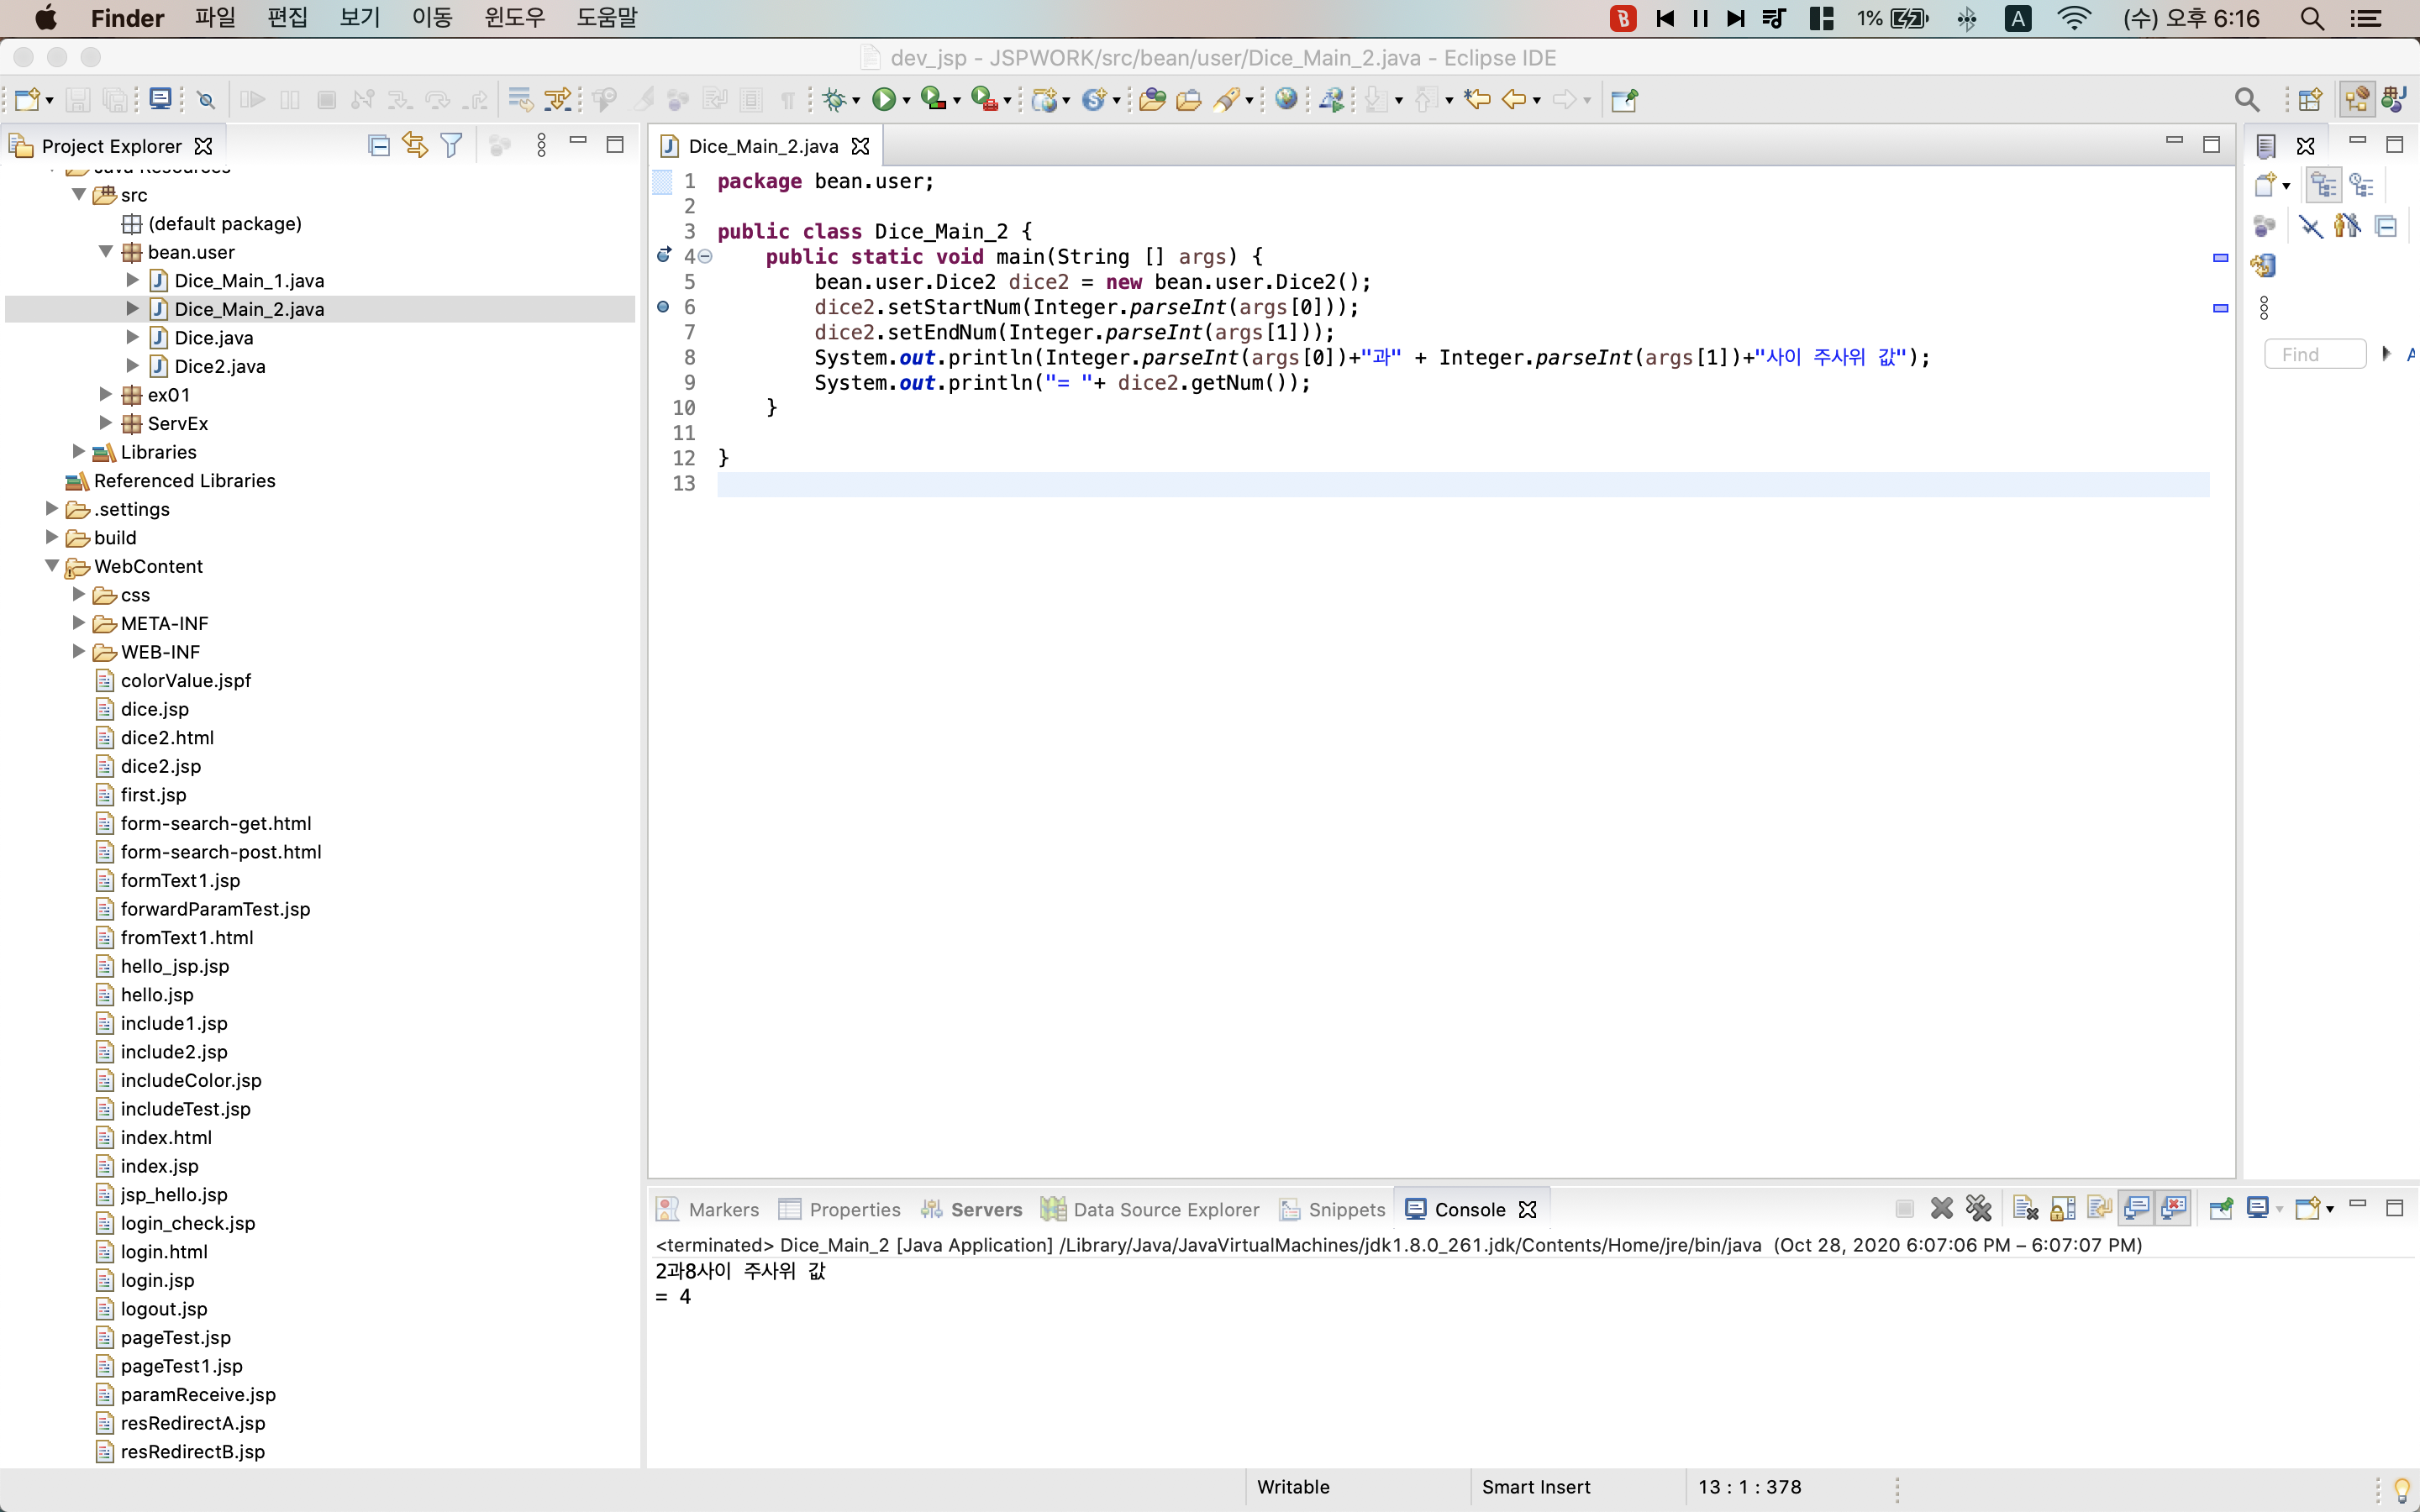 Finder 파일 편집 보기 이동 윈도우 도움말 1% A (수) 오후 6:16
dev_jsp - JSPWORK/src/bean/user/Dice_Main_2.java - Eclipse IDE
Project Explorer
Java Resources
src
(default package)
bean.user
Dice_Main_1.java
Dice_Main_2.java
Dice.java
Dice2.java
ex01
ServEx
Libraries
Referenced Libraries
.settings
build
WebContent
css
META-INF
WEB-INF
colorValue.jspf
dice.jsp
dice2.html
dice2.jsp
first.jsp
form-search-get.html
form-search-post.html
formText1.jsp
forwardParamTest.jsp
fromText1.html
hello_jsp.jsp
hello.jsp
include1.jsp
include2.jsp
includeColor.jsp
includeTest.jsp
index.html
index.jsp
jsp_hello.jsp
login_check.jsp
login.html
login.jsp
logout.jsp
pageTest.jsp
pageTest1.jsp
paramReceive.jsp
resRedirectA.jsp
resRedirectB.jsp
Dice_Main_2.java
1 package bean.user;
2
3 public class Dice_Main_2 {
4 public static void main(String [] args) {
5 bean.user.Dice2 dice2 = new bean.user.Dice2();
6 dice2.setStartNum(Integer.parseInt(args[0]));
7 dice2.setEndNum(Integer.parseInt(args[1]));
8 System.out.println(Integer.parseInt(args[0])+"과" + Integer.parseInt(args[1])+"사이 주사위 값");
9 System.out.println("= "+ dice2.getNum());
10 }
11
12 }
13
Find
Markers Properties Servers Data Source Explorer Snippets Console
<terminated> Dice_Main_2 [Java Application] /Library/Java/JavaVirtualMachines/jdk1.8.0_261.jdk/Contents/Home/jre/bin/java (Oct 28, 2020 6:07:06 PM – 6:07:07 PM)
2과8사이 주사위 값
= 4
Writable Smart Insert 13 : 1 : 378